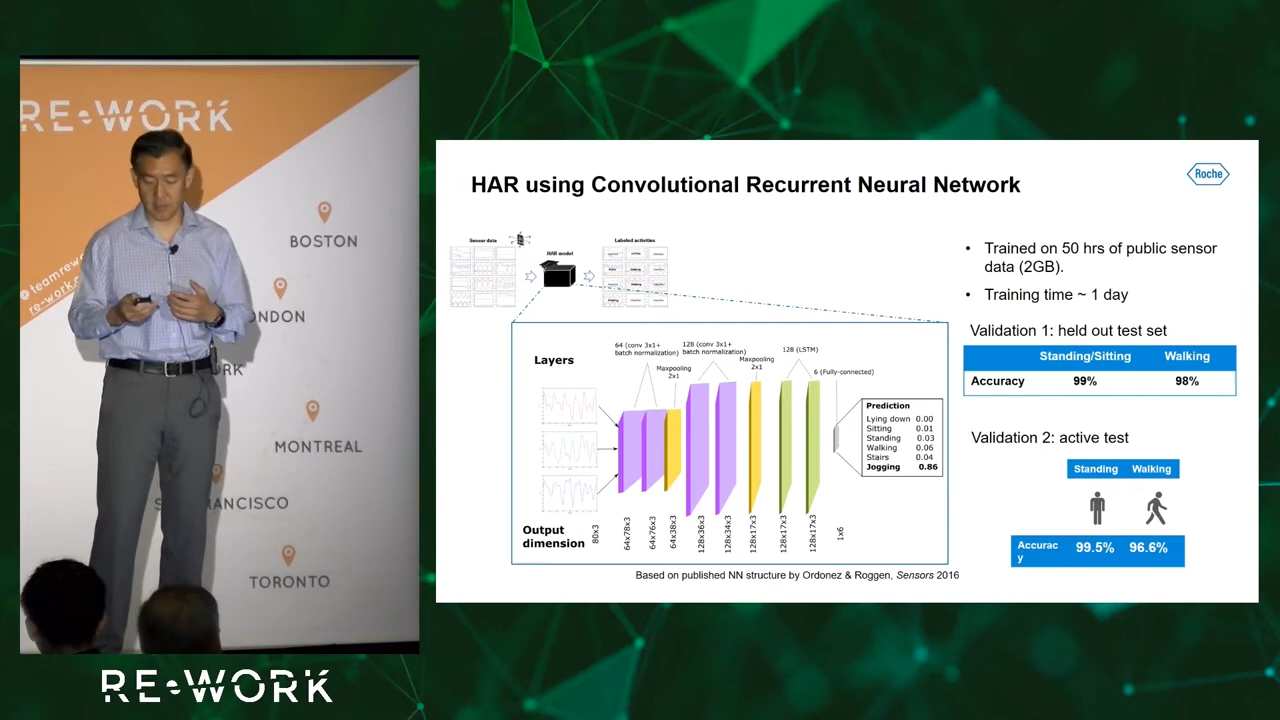 RE•WORK
BOSTON
ONDON
RK
MONTREAL
FRANCISCO
TORONTO
@teamrew
re-work.
RE•WORK
HAR using Convolutional Recurrent Neural Network
Roche
Sensor data
HAR model
Labeled activities
Layers
64 (conv 3x1+
batch normalization)
Maxpooling
2x1
128 (conv 3x1+
batch normalization)
Maxpooling
2x1
128 (LSTM)
6 (Fully-connected)
Prediction
Lying down 0.00
Sitting 0.01
Standing 0.03
Walking 0.06
Stairs 0.04
Jogging 0.86
Output
dimension
80x3
64x78x3
64x76x3
64x38x3
128x36x3
128x34x3
128x17x3
128x17x3
128x17x3
1x6
Based on published NN structure by Ordonez & Roggen, Sensors 2016
• Trained on 50 hrs of public sensor
data (2GB).
• Training time ~ 1 day
Validation 1: held out test set
Standing/Sitting Walking
Accuracy 99% 98%
Validation 2: active test
Standing Walking
Accurac
y 99.5% 96.6%